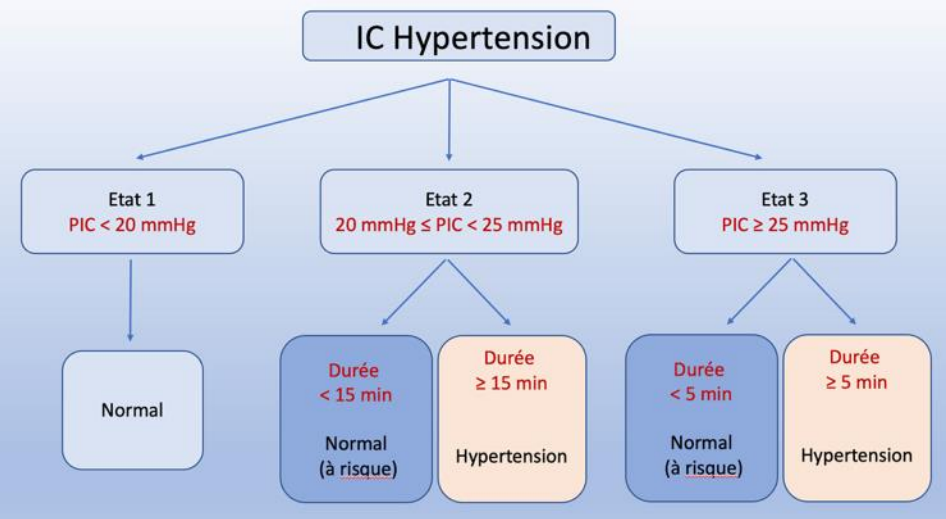 IC Hypertension
Etat 1
PIC < 20 mmHg
Etat 2
20 mmHg ≤ PIC < 25 mmHg
Etat 3
PIC ≥ 25 mmHg
Normal
Durée
< 15 min
Normal
(à risque)
Durée
≥ 15 min
Hypertension
Durée
< 5 min
Normal
(à risque)
Durée
≥ 5 min
Hypertension